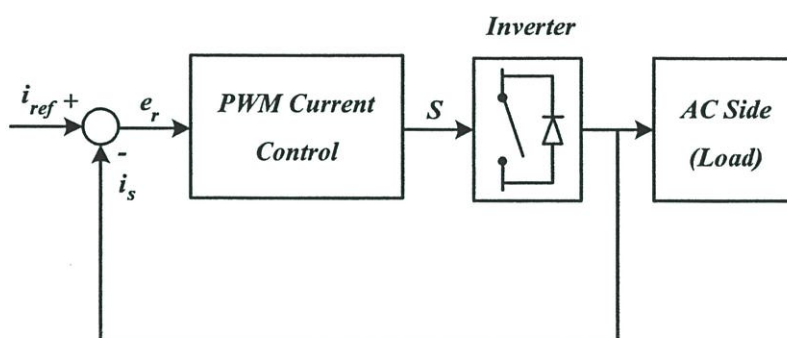 Inverter
i_ref +
e_r
PWM Current
Control
S
AC Side
(Load)
-
i_s